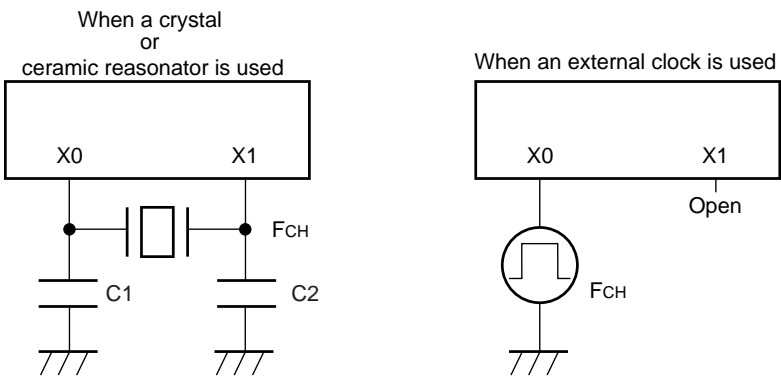 When a crystal
or
ceramic reasonator is used
X0
X1
FCH
C1
C2
When an external clock is used
X0
X1
Open
FCH